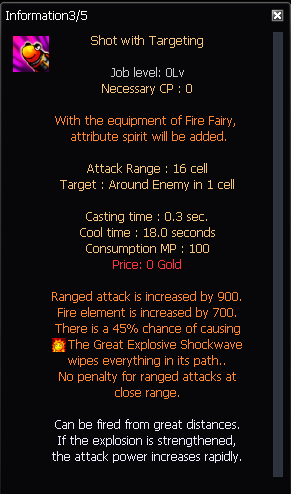 Information3/5
Shot with Targeting
Job level: 0Lv
Necessary CP : 0
With the equipment of Fire Fairy,
attribute spirit will be added.
Attack Range : 16 cell
Target : Around Enemy in 1 cell
Casting time : 0.3 sec.
Cool time : 18.0 seconds
Consumption MP : 100
Price: 0 Gold
Ranged attack is increased by 900.
Fire element is increased by 700.
There is a 45% chance of causing
The Great Explosive Shockwave
wipes everything in its path..
No penalty for ranged attacks at
close range.
Can be fired from great distances.
If the explosion is strengthened,
the attack power increases rapidly.